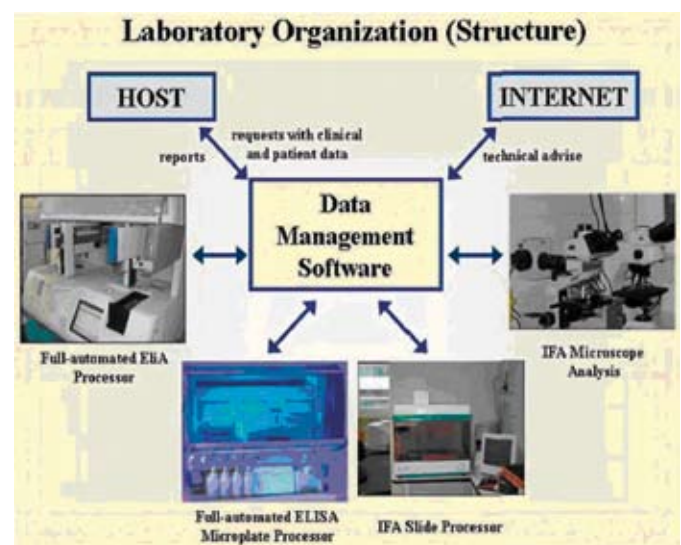 Laboratory Organization (Structure)
HOST
INTERNET
requests with clinical
and patient data
reports
technical advise
Data
Management
Software
Full-automated EliA
Processor
IFA Microscope
Analysis
Full-automated ELISA
Microplate Processor
IFA Slide Processor